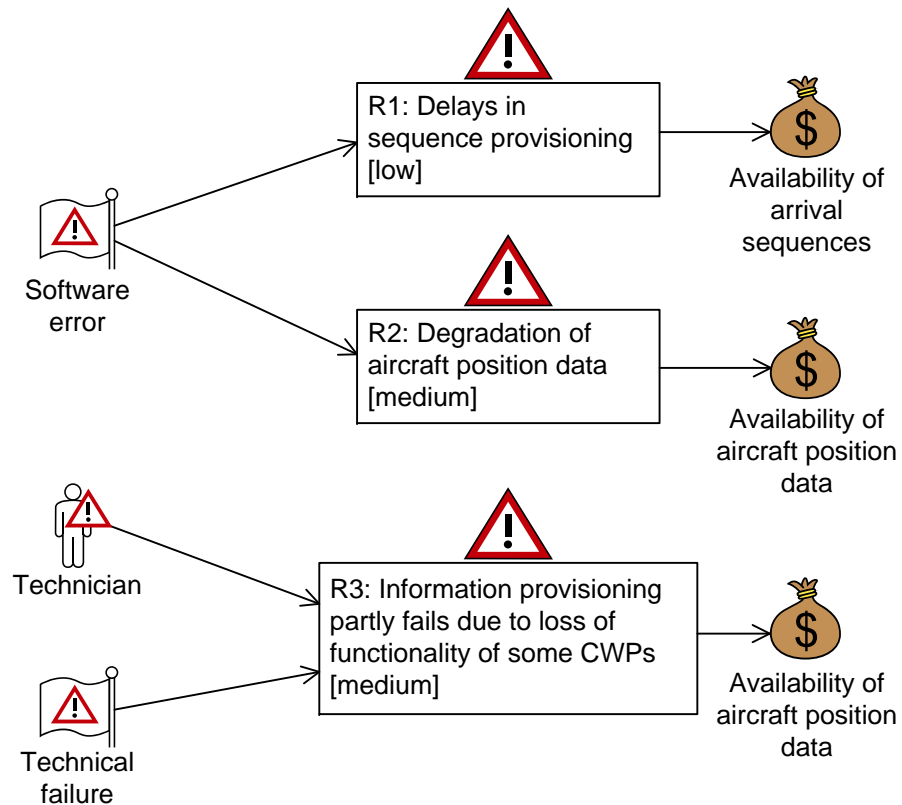 R1: Delays in
sequence provisioning
[low]
$
Availability of
arrival
sequences
Software
error
R2: Degradation of
aircraft position data
[medium]
$
Availability of
aircraft position
data
Technician
R3: Information provisioning
partly fails due to loss of
functionality of some CWPs
[medium]
$
Availability of
aircraft position
data
Technical
failure